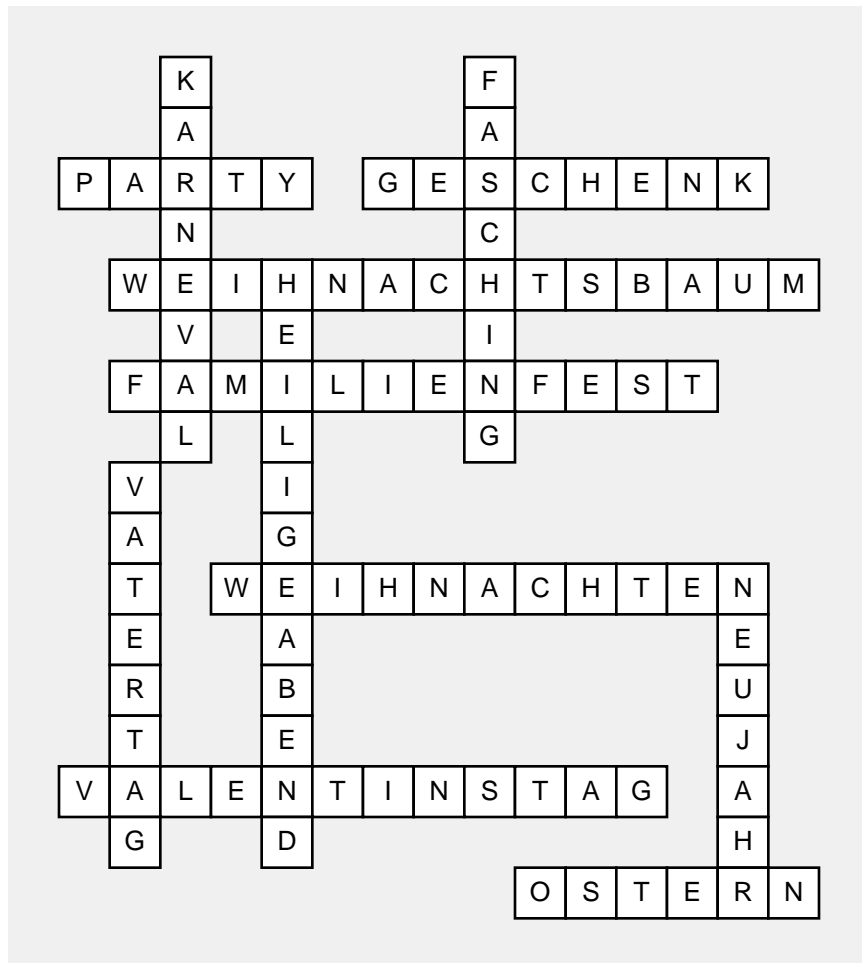 K F
A A
PARTY GESCHENK
N C
WEIHNACHTSBAUM
V E I
FAMILIENFEST
L L G
V I
A G
T WEIHNACHTEN
E A E
R B U
T E J
VALENTINSTAG A
G D H
OSTERN